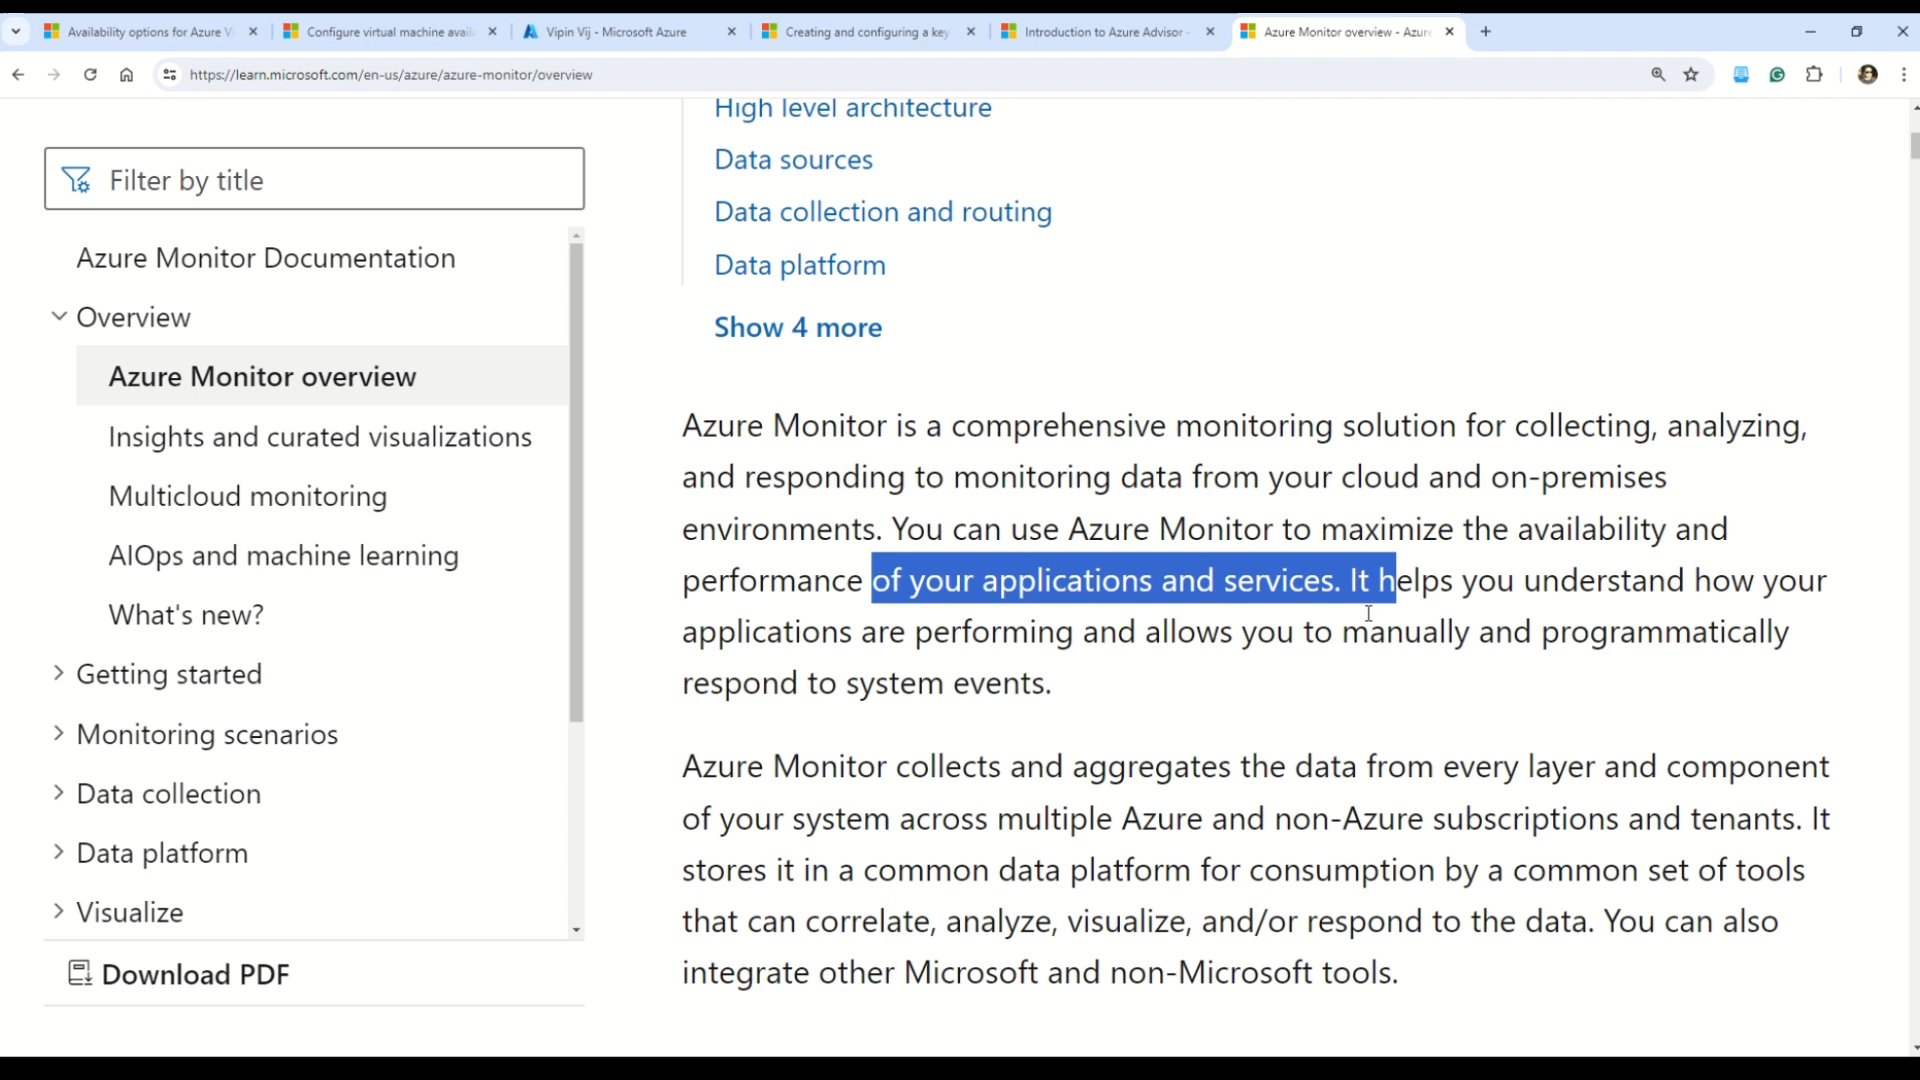 Availability options for Azure Vi
Configure virtual machine avail
Vipin Vij - Microsoft Azure
Creating and configuring a key
Introduction to Azure Advisor -
Azure Monitor overview - Azure
https://learn.microsoft.com/en-us/azure/azure-monitor/overview
Filter by title
Azure Monitor Documentation
Overview
Azure Monitor overview
Insights and curated visualizations
Multicloud monitoring
AIOps and machine learning
What's new?
Getting started
Monitoring scenarios
Data collection
Data platform
Visualize
Download PDF
High level architecture
Data sources
Data collection and routing
Data platform
Show 4 more
Azure Monitor is a comprehensive monitoring solution for collecting, analyzing,
and responding to monitoring data from your cloud and on-premises
environments. You can use Azure Monitor to maximize the availability and
performance of your applications and services. It helps you understand how your
applications are performing and allows you to manually and programmatically
respond to system events.
Azure Monitor collects and aggregates the data from every layer and component
of your system across multiple Azure and non-Azure subscriptions and tenants. It
stores it in a common data platform for consumption by a common set of tools
that can correlate, analyze, visualize, and/or respond to the data. You can also
integrate other Microsoft and non-Microsoft tools.